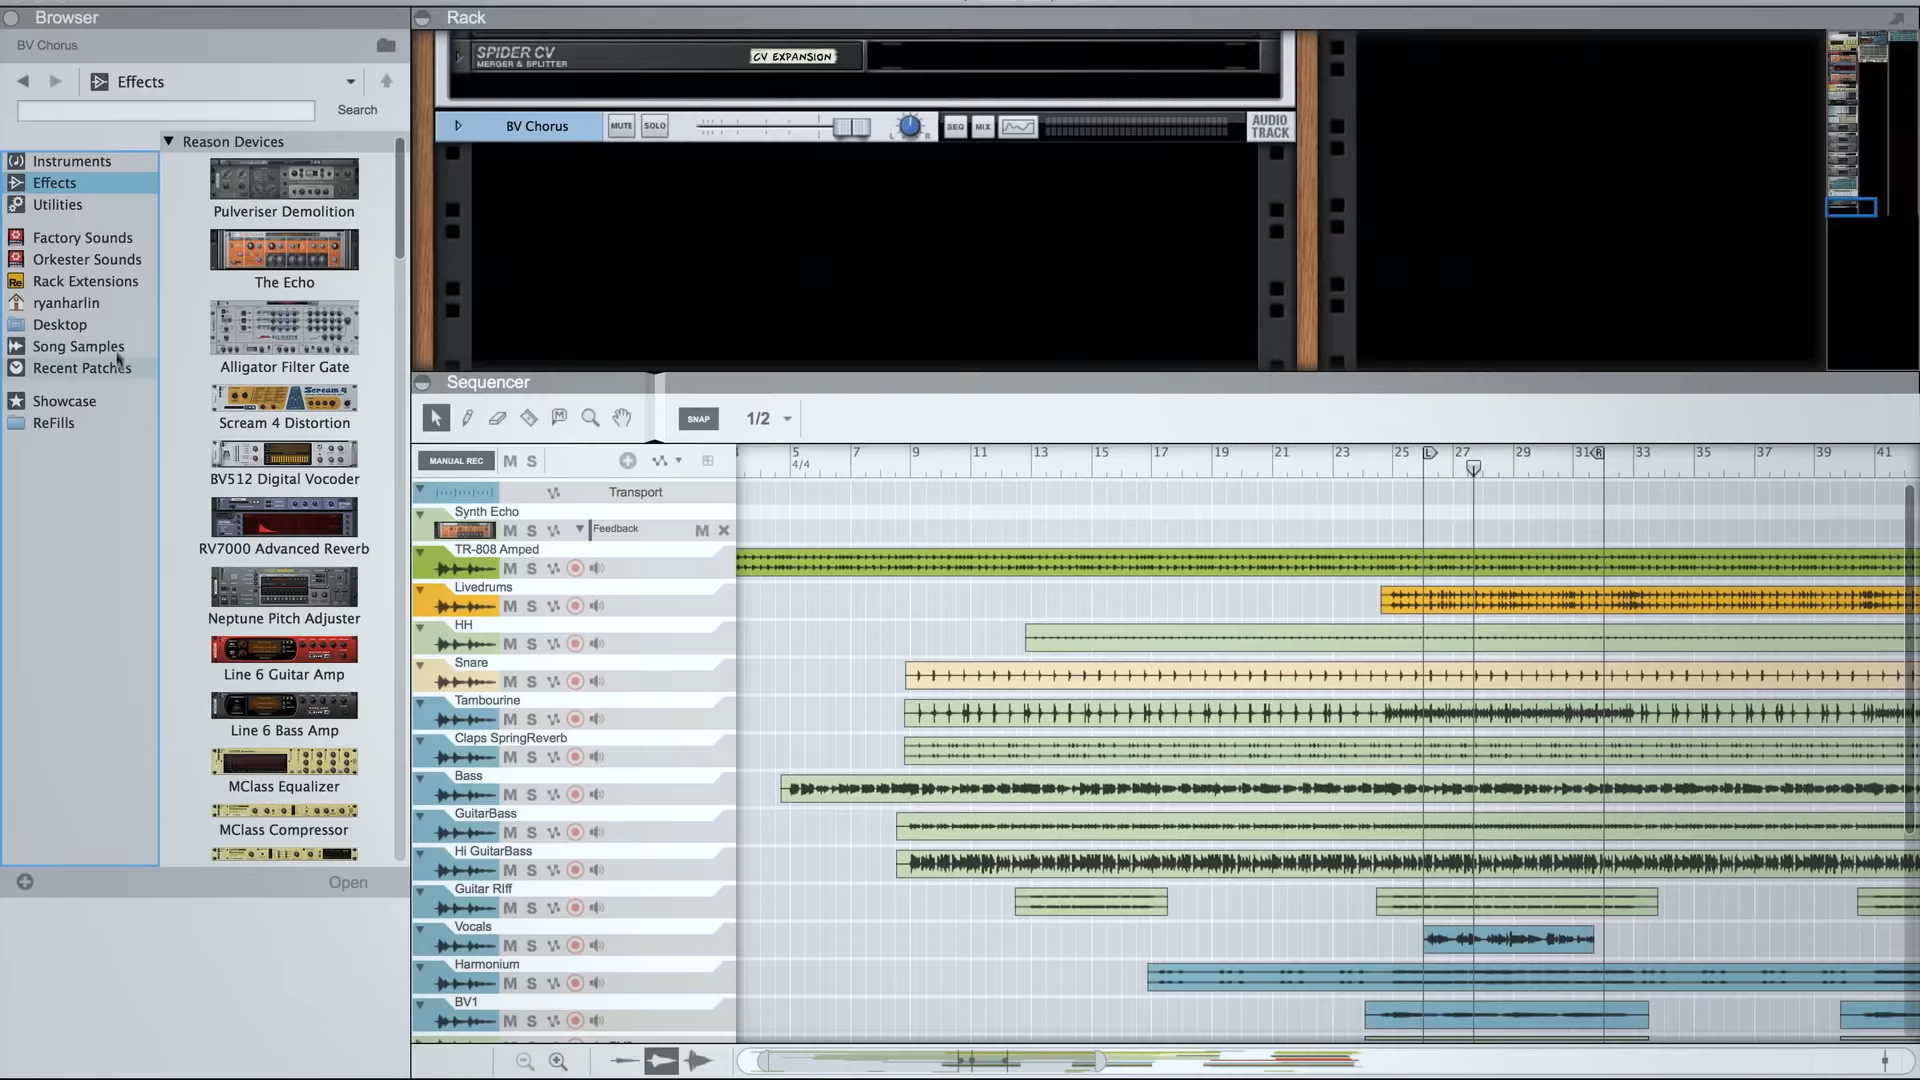 Browser
BV Chorus
Effects
Search
Instruments
Effects
Utilities
Factory Sounds
Orkester Sounds
Rack Extensions
ryanharlin
Desktop
Song Samples
Recent Patches
Showcase
ReFills
Reason Devices
Pulveriser Demolition
The Echo
Alligator Filter Gate
Scream 4 Distortion
BV512 Digital Vocoder
RV7000 Advanced Reverb
Neptune Pitch Adjuster
Line 6 Guitar Amp
Line 6 Bass Amp
MClass Equalizer
MClass Compressor
Open
Rack
SPIDER CV
MERGER & SPLITTER
CV EXPANSION
BV Chorus
MUTE
SOLO
L R
SEQ
MIX
AUDIO
TRACK
Sequencer
SNAP
1/2
MANUAL REC
M S
5 7 9 11 13 15 17 19 21 23 25 L 27 29 31 R 33 35 37 39 41
4/4
Transport
Synth Echo
M S
Feedback
M
TR-808 Amped
M S
Livedrums
M S
HH
M S
Snare
M S
Tambourine
M S
Claps SpringReverb
M S
Bass
M S
GuitarBass
M S
Hi GuitarBass
M S
Guitar RIff
M S
Vocals
M S
Harmonium
M S
BV1
M S